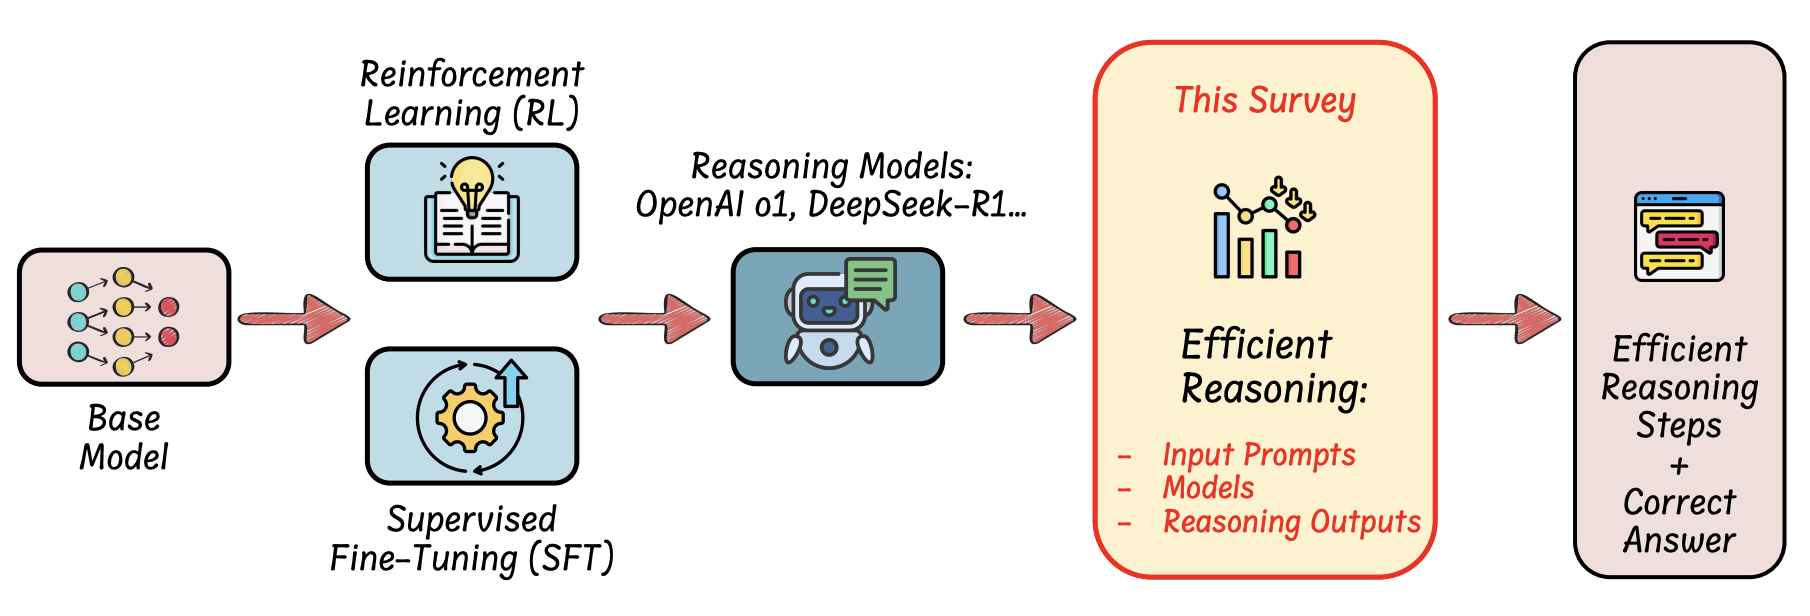 Base
Model
Reinforcement
Learning (RL)
Supervised
Fine-Tuning (SFT)
Reasoning Models:
OpenAI o1, DeepSeek-R1...
This Survey
Efficient
Reasoning:
- Input Prompts
- Models
- Reasoning Outputs
Efficient
Reasoning
Steps
+
Correct
Answer